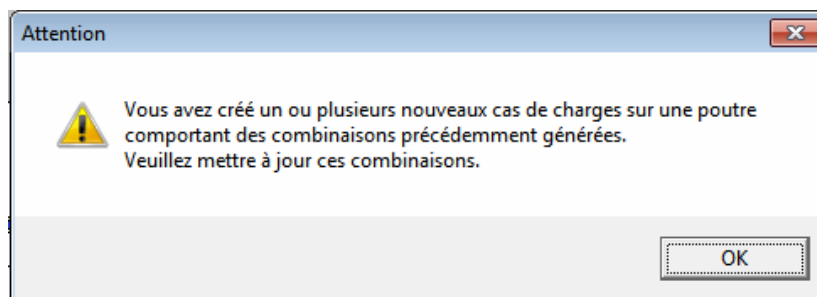 Attention
Vous avez créé un ou plusieurs nouveaux cas de charges sur une poutre
comportant des combinaisons précédemment générées.
Veuillez mettre à jour ces combinaisons.
OK